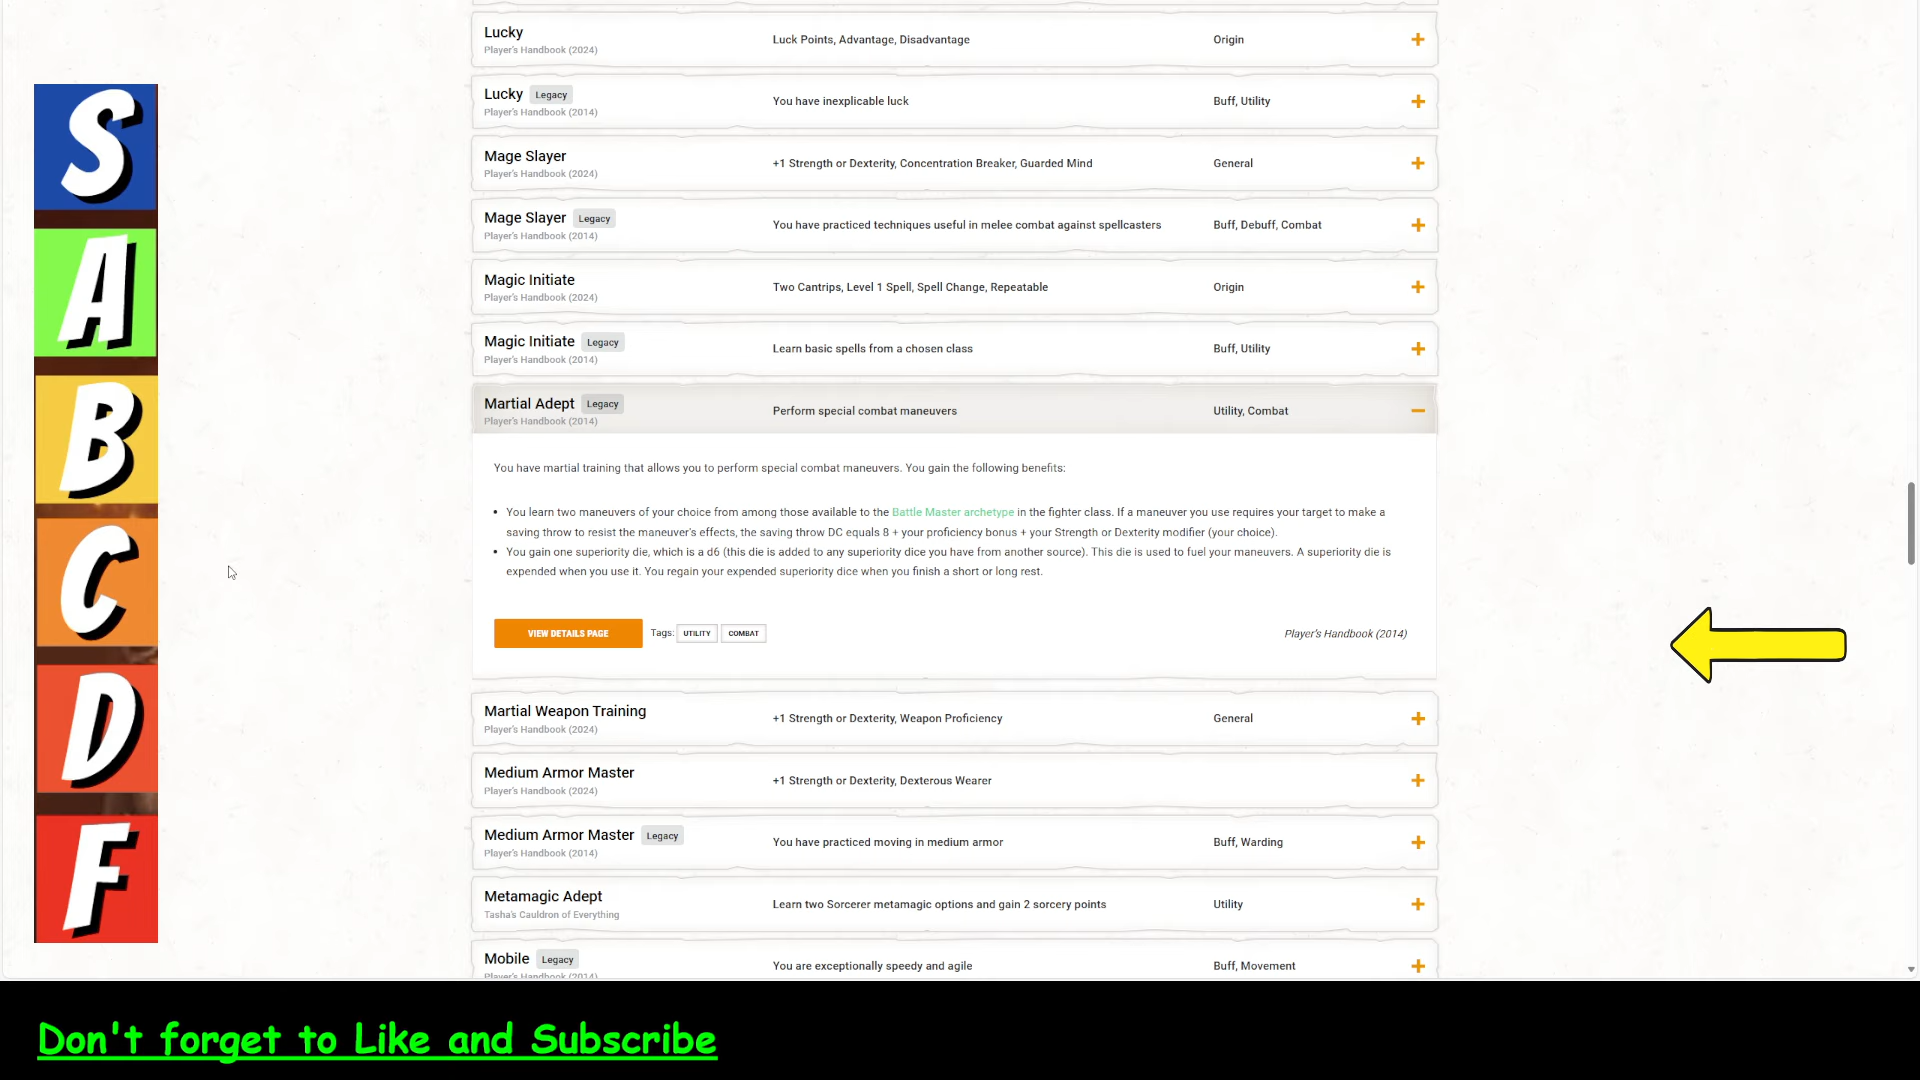 Lucky
Player's Handbook (2024)
Luck Points, Advantage, Disadvantage
Origin
Lucky Legacy
Player's Handbook (2014)
You have inexplicable luck
Buff, Utility
Mage Slayer
Player's Handbook (2024)
+1 Strength or Dexterity, Concentration Breaker, Guarded Mind
General
Mage Slayer Legacy
Player's Handbook (2014)
You have practiced techniques useful in melee combat against spellcasters
Buff, Debuff, Combat
Magic Initiate
Player's Handbook (2024)
Two Cantrips, Level 1 Spell, Spell Change, Repeatable
Origin
Magic Initiate Legacy
Player's Handbook (2014)
Learn basic spells from a chosen class
Buff, Utility
Martial Adept Legacy
Player's Handbook (2014)
Perform special combat maneuvers
Utility, Combat
You have martial training that allows you to perform special combat maneuvers. You gain the following benefits:
• You learn two maneuvers of your choice from among those available to the Battle Master archetype in the fighter class. If a maneuver you use requires your target to make a
saving throw to resist the maneuver's effects, the saving throw DC equals 8 + your proficiency bonus + your Strength or Dexterity modifier (your choice).
• You gain one superiority die, which is a d6 (this die is added to any superiority dice you have from another source). This die is used to fuel your maneuvers. A superiority die is
expended when you use it. You regain your expended superiority dice when you finish a short or long rest.
VIEW DETAILS PAGE
Tags: UTILITY COMBAT
Player's Handbook (2014)
Martial Weapon Training
Player's Handbook (2024)
+1 Strength or Dexterity, Weapon Proficiency
General
Medium Armor Master
Player's Handbook (2024)
+1 Strength or Dexterity, Dexterous Wearer
General
Medium Armor Master Legacy
Player's Handbook (2014)
You have practiced moving in medium armor
Buff, Warding
Metamagic Adept
Tasha's Cauldron of Everything
Learn two Sorcerer metamagic options and gain 2 sorcery points
Utility
Mobile Legacy
Player's Handbook (2014)
You are exceptionally speedy and agile
Buff, Movement
S
A
B
C
D
F
Don't forget to Like and Subscribe